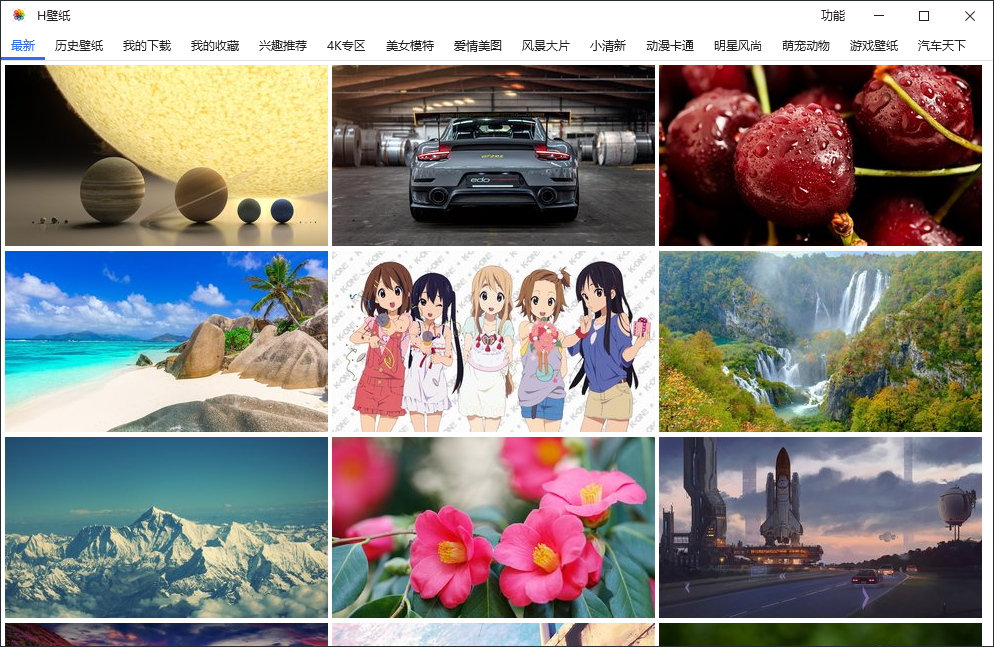 H壁纸
功能
最新 历史壁纸 我的下载 我的收藏 兴趣推荐 4K专区 美女模特 爱情美图 风景大片 小清新 动漫卡通 明星风尚 萌宠动物 游戏壁纸 汽车天下
GT2RS
edo
K-ON!